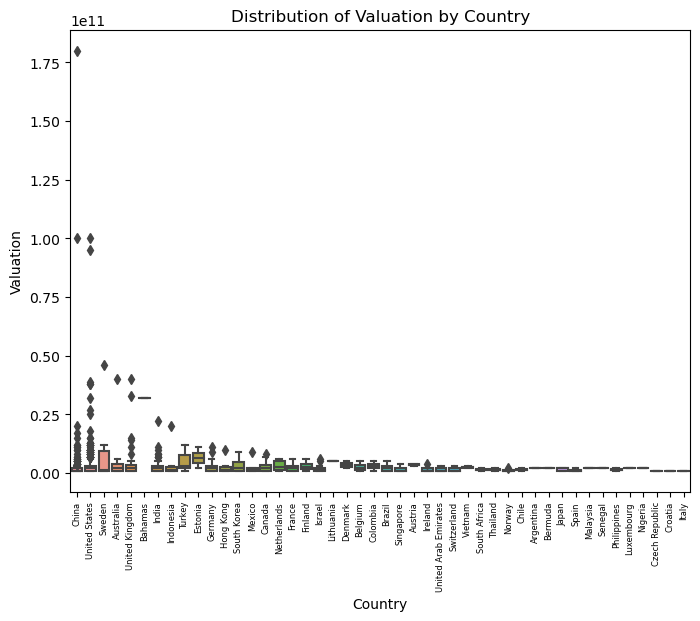 Distribution of Valuation by Country
1e11
1.75
1.50
1.25
1.00
0.75
0.50
0.25
0.00
Valuation
China
United States
Sweden
Australia
United Kingdom
Bahamas
India
Indonesia
Turkey
Estonia
Germany
Hong Kong
South Korea
Mexico
Canada
Netherlands
France
Finland
Israel
Lithuania
Denmark
Belgium
Colombia
Brazil
Singapore
Austria
Ireland
United Arab Emirates
Switzerland
Vietnam
South Africa
Thailand
Norway
Chile
Argentina
Bermuda
Japan
Spain
Malaysia
Senegal
Philippines
Luxembourg
Nigeria
Czech Republic
Croatia
Italy
Country